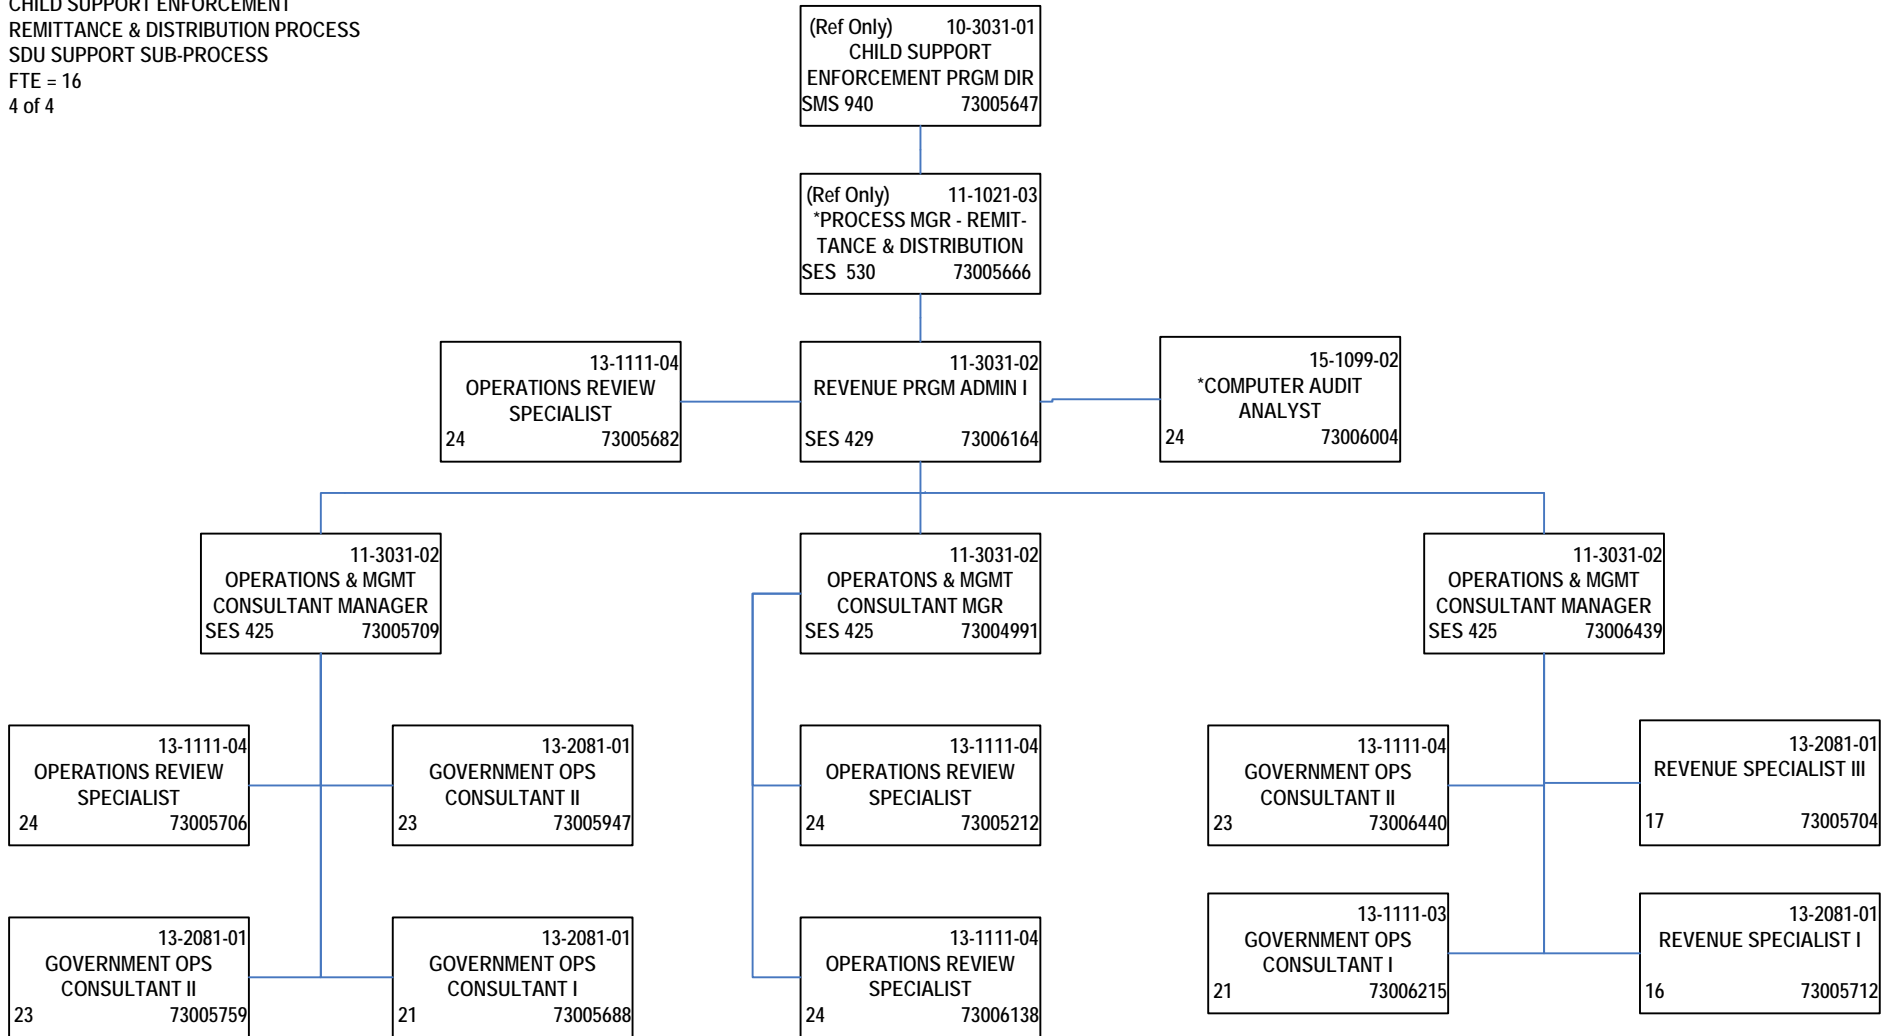 CHILD SUPPORT ENFORCEMENT
REMITTANCE & DISTRIBUTION PROCESS
SDU SUPPORT SUB-PROCESS
FTE = 16
4 of 4
(Ref Only) 10-3031-01
CHILD SUPPORT
ENFORCEMENT PRGM DIR
SMS 940 73005647
(Ref Only) 11-1021-03
*PROCESS MGR - REMIT-
TANCE & DISTRIBUTION
SES 530 73005666
13-1111-04
OPERATIONS REVIEW
SPECIALIST
24 73005682
11-3031-02
REVENUE PRGM ADMIN I
SES 429 73006164
15-1099-02
*COMPUTER AUDIT
ANALYST
24 73006004
11-3031-02
OPERATIONS & MGMT
CONSULTANT MANAGER
SES 425 73005709
11-3031-02
OPERATONS & MGMT
CONSULTANT MGR
SES 425 73004991
11-3031-02
OPERATIONS & MGMT
CONSULTANT MANAGER
SES 425 73006439
13-1111-04
OPERATIONS REVIEW
SPECIALIST
24 73005706
13-2081-01
GOVERNMENT OPS
CONSULTANT II
23 73005947
13-1111-04
OPERATIONS REVIEW
SPECIALIST
24 73005212
13-1111-04
GOVERNMENT OPS
CONSULTANT II
23 73006440
13-2081-01
REVENUE SPECIALIST III
17 73005704
13-2081-01
GOVERNMENT OPS
CONSULTANT II
23 73005759
13-2081-01
GOVERNMENT OPS
CONSULTANT I
21 73005688
13-1111-04
OPERATIONS REVIEW
SPECIALIST
24 73006138
13-1111-03
GOVERNMENT OPS
CONSULTANT I
21 73006215
13-2081-01
REVENUE SPECIALIST I
16 73005712